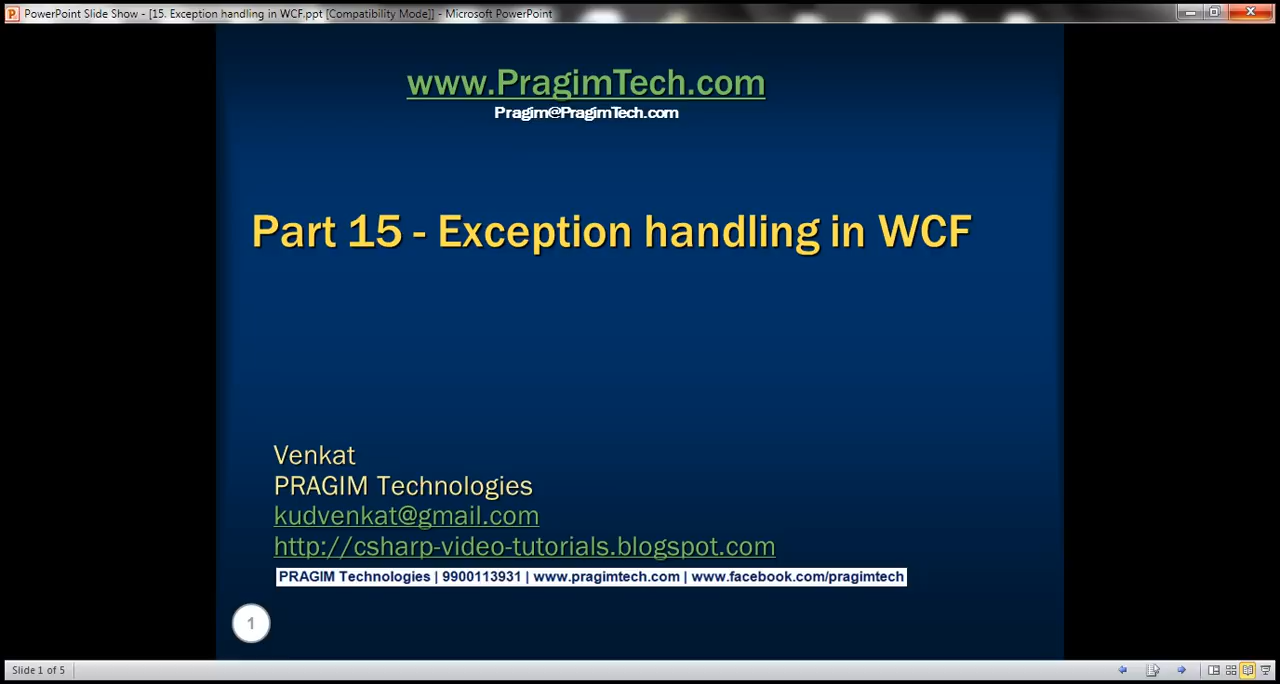 PowerPoint Slide Show - [15. Exception handling in WCF.ppt [Compatibility Mode]] - Microsoft PowerPoint
www.PragimTech.com
Pragim@PragimTech.com
Part 15 - Exception handling in WCF
Venkat
PRAGIM Technologies
kudvenkat@gmail.com
http://csharp-video-tutorials.blogspot.com
PRAGIM Technologies | 9900113931 | www.pragimtech.com | www.facebook.com/pragimtech
1
Slide 1 of 5